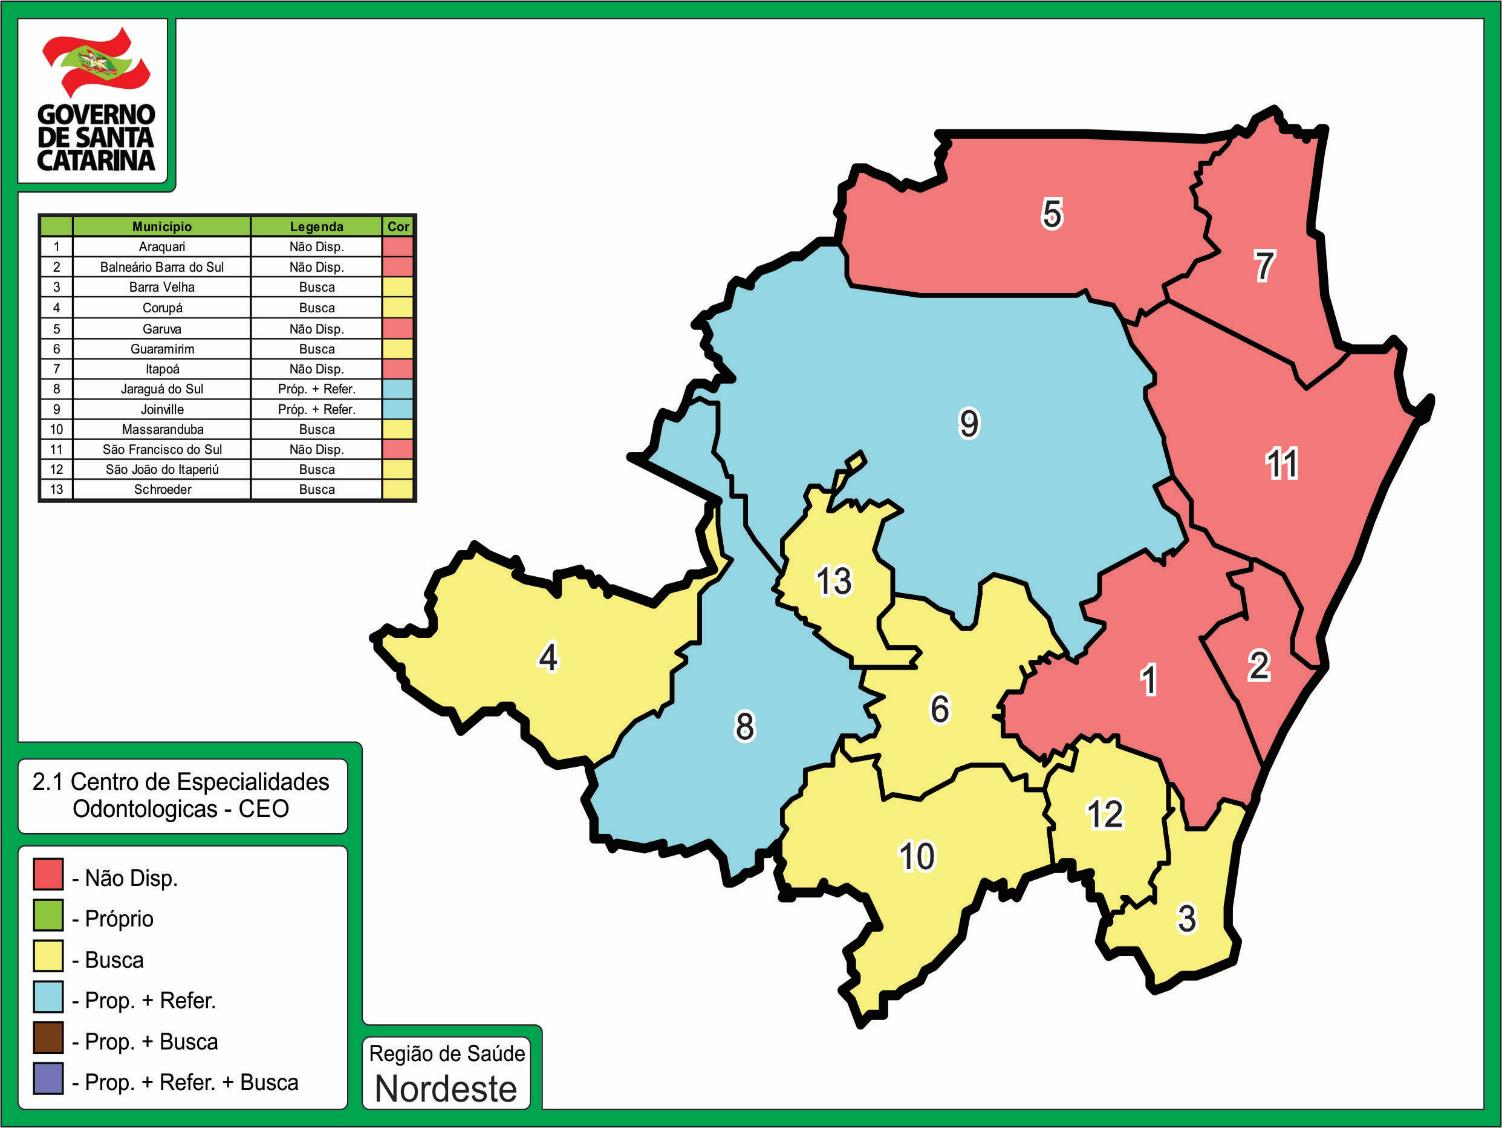 GOVERNO
DE SANTA
CATARINA
Município Legenda Cor
1 Araquari Não Disp.
2 Balneário Barra do Sul Não Disp.
3 Barra Velha Busca
4 Corupá Busca
5 Garuva Não Disp.
6 Guaramirim Busca
7 Itapoá Não Disp.
8 Jaraguá do Sul Próp. + Refer.
9 Joinville Próp. + Refer.
10 Massaranduba Busca
11 São Francisco do Sul Não Disp.
12 São João do Itaperiú Busca
13 Schroeder Busca
5
7
9
11
13
4
1
2
6
8
12
10
3
2.1 Centro de Especialidades
Odontologicas - CEO
- Não Disp.
- Próprio
- Busca
- Prop. + Refer.
- Prop. + Busca
- Prop. + Refer. + Busca
Região de Saúde
Nordeste